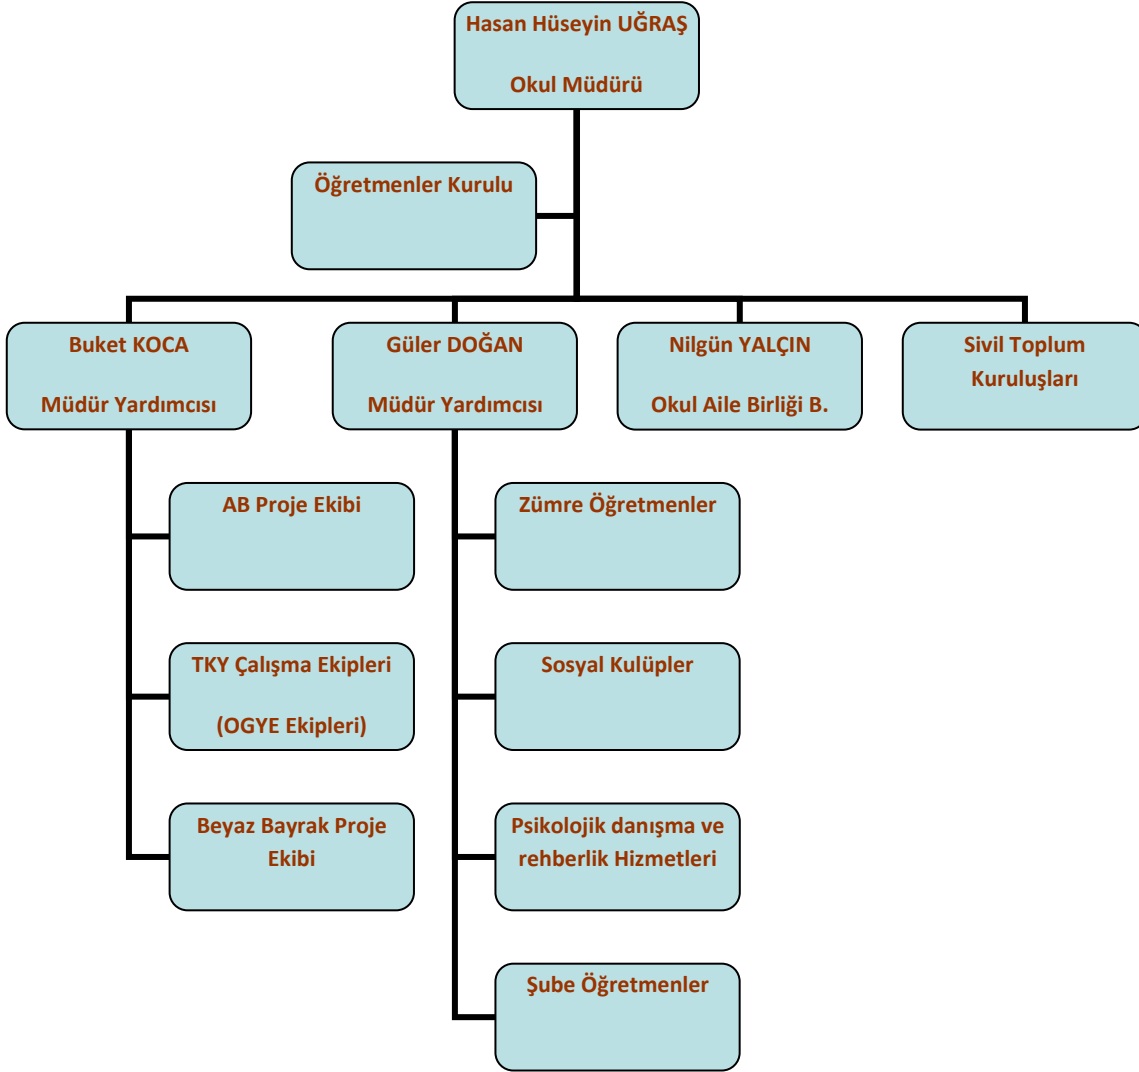 Hasan Hüseyin UĞRAŞ
Okul Müdürü
Öğretmenler Kurulu
Buket KOCA
Müdür Yardımcısı
Güler DOĞAN
Müdür Yardımcısı
Nilgün YALÇIN
Okul Aile Birliği B.
Sivil Toplum
Kuruluşları
AB Proje Ekibi
TKY Çalışma Ekipleri
(OGYE Ekipleri)
Beyaz Bayrak Proje
Ekibi
Zümre Öğretmenler
Sosyal Kulüpler
Psikolojik danışma ve
rehberlik Hizmetleri
Şube Öğretmenler